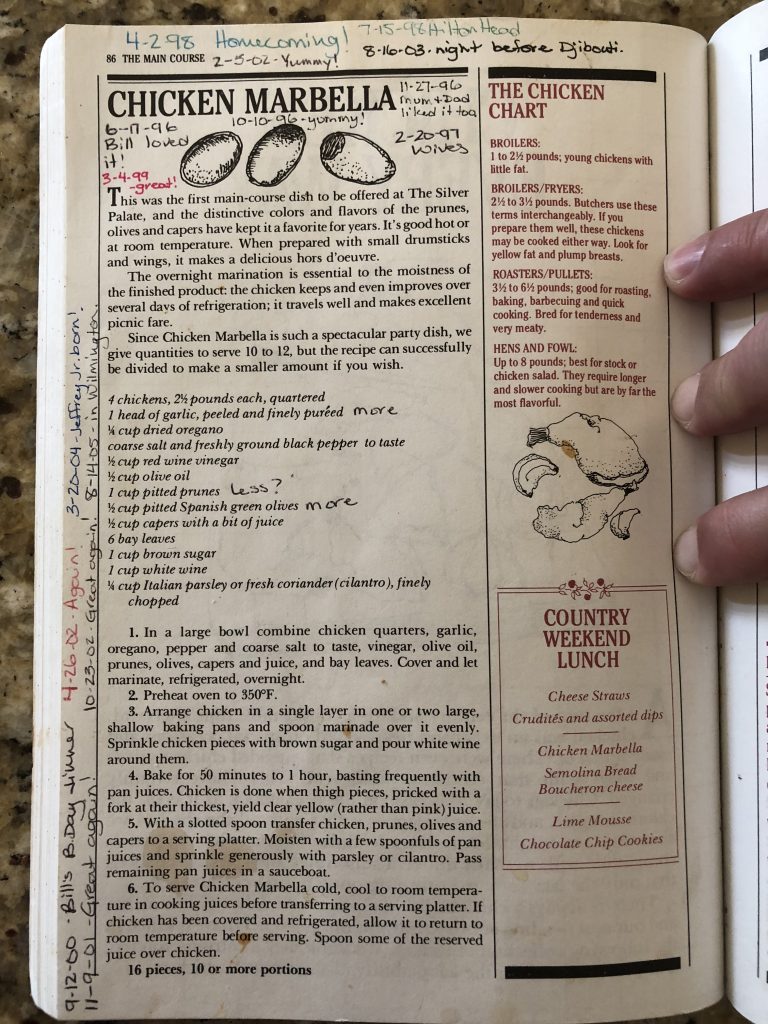 4-2-98 Homecoming! 7-15-98 Hilton Head
86 THE MAIN COURSE 2-5-02-Yummy! 8-16-03-night before Djibouti.
CHICKEN MARBELLA
11-27-96
mum + Dad
liked it too
6-17-96
Bill loved
it!
10-10-96-yummy!
2-20-97
Wives
3-4-99
-great!
This was the first main-course dish to be offered at The Silver
Palate, and the distinctive colors and flavors of the prunes,
olives and capers have kept it a favorite for years. It's good hot or
at room temperature. When prepared with small drumsticks
and wings, it makes a delicious hors d'oeuvre.
The overnight marination is essential to the moistness of
the finished product: the chicken keeps and even improves over
several days of refrigeration; it travels well and makes excellent
picnic fare.
Since Chicken Marbella is such a spectacular party dish, we
give quantities to serve 10 to 12, but the recipe can successfully
be divided to make a smaller amount if you wish.
4 chickens, 2½ pounds each, quartered
1 head of garlic, peeled and finely puréed more
¼ cup dried oregano
coarse salt and freshly ground black pepper to taste
½ cup red wine vinegar
½ cup olive oil
1 cup pitted prunes less?
½ cup pitted Spanish green olives more
½ cup capers with a bit of juice
6 bay leaves
1 cup brown sugar
1 cup white wine
¼ cup Italian parsley or fresh coriander (cilantro), finely
chopped
1. In a large bowl combine chicken quarters, garlic,
oregano, pepper and coarse salt to taste, vinegar, olive oil,
prunes, olives, capers and juice, and bay leaves. Cover and let
marinate, refrigerated, overnight.
2. Preheat oven to 350°F.
3. Arrange chicken in a single layer in one or two large,
shallow baking pans and spoon marinade over it evenly.
Sprinkle chicken pieces with brown sugar and pour white wine
around them.
4. Bake for 50 minutes to 1 hour, basting frequently with
pan juices. Chicken is done when thigh pieces, pricked with a
fork at their thickest, yield clear yellow (rather than pink) juice.
5. With a slotted spoon transfer chicken, prunes, olives and
capers to a serving platter. Moisten with a few spoonfuls of pan
juices and sprinkle generously with parsley or cilantro. Pass
remaining pan juices in a sauceboat.
6. To serve Chicken Marbella cold, cool to room tempera-
ture in cooking juices before transferring to a serving platter. If
chicken has been covered and refrigerated, allow it to return to
room temperature before serving. Spoon some of the reserved
juice over chicken.
16 pieces, 10 or more portions
9-12-00-Bill's B.Day dinner 4-26-02-Again! 3-20-04-Jeffrey Jr. born!
11-9-01-Great again! 10-23-02-Great again! 8-14-05-in Wilmington
THE CHICKEN
CHART
BROILERS:
1 to 2½ pounds; young chickens with
little fat.
BROILERS/FRYERS:
2½ to 3½ pounds. Butchers use these
terms interchangeably. If you
prepare them well, these chickens
may be cooked either way. Look for
yellow fat and plump breasts.
ROASTERS/PULLETS:
3½ to 6½ pounds; good for roasting,
baking, barbecuing and quick
cooking. Bred for tenderness and
very meaty.
HENS AND FOWL:
Up to 8 pounds; best for stock or
chicken salad. They require longer
and slower cooking but are by far the
most flavorful.
COUNTRY
WEEKEND
LUNCH
Cheese Straws
Crudités and assorted dips
Chicken Marbella
Semolina Bread
Boucheron cheese
Lime Mousse
Chocolate Chip Cookies